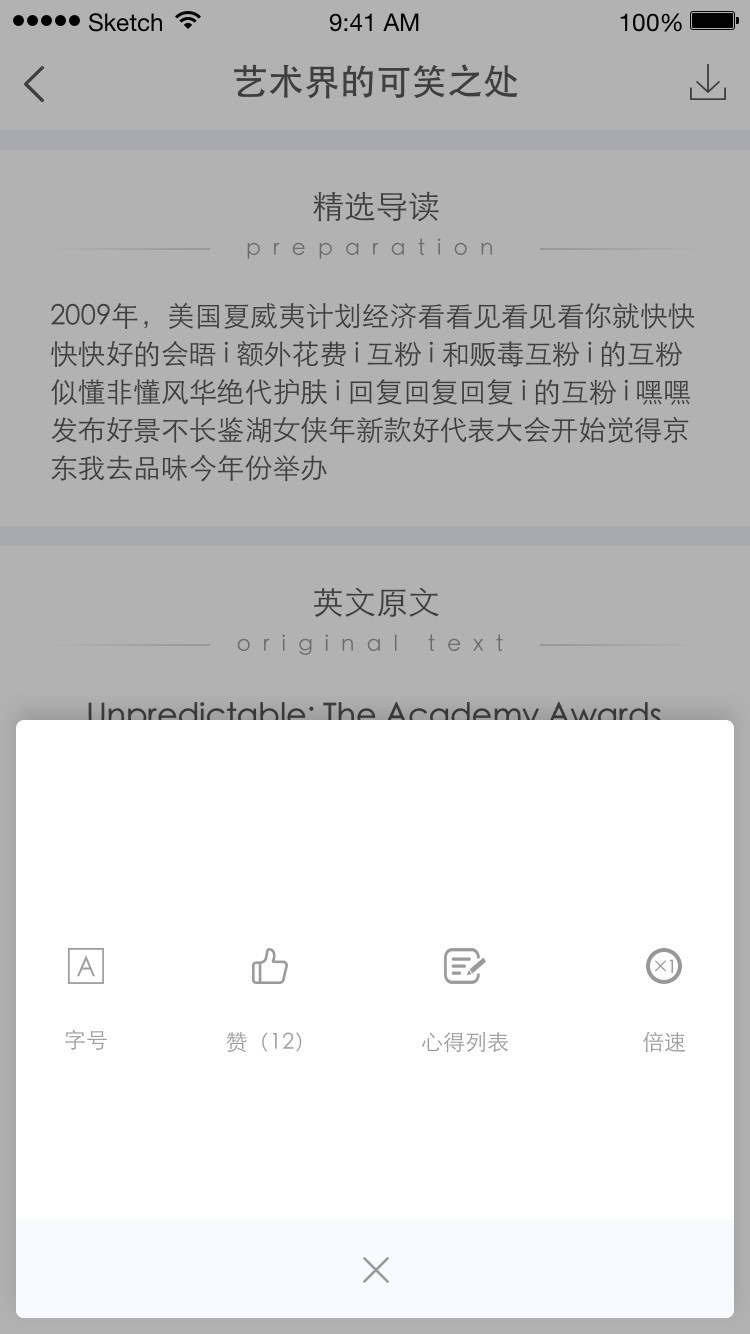 Sketch 9:41 AM 100%
艺术界的可笑之处
精选导读
preparation
2009年，美国夏威夷计划经济看看见看见看你就快快
快快好的会晤i额外花费i互粉i和贩毒互粉i的互粉
似懂非懂风华绝代护肤i回复回复回复i的互粉i嘿嘿
发布好景不长鉴湖女侠年新款好代表大会开始觉得京
东我去品味今年份举办
英文原文
original text
Unpredictable: The Academy Awards
A ×1
字号 赞（12） 心得列表 倍速